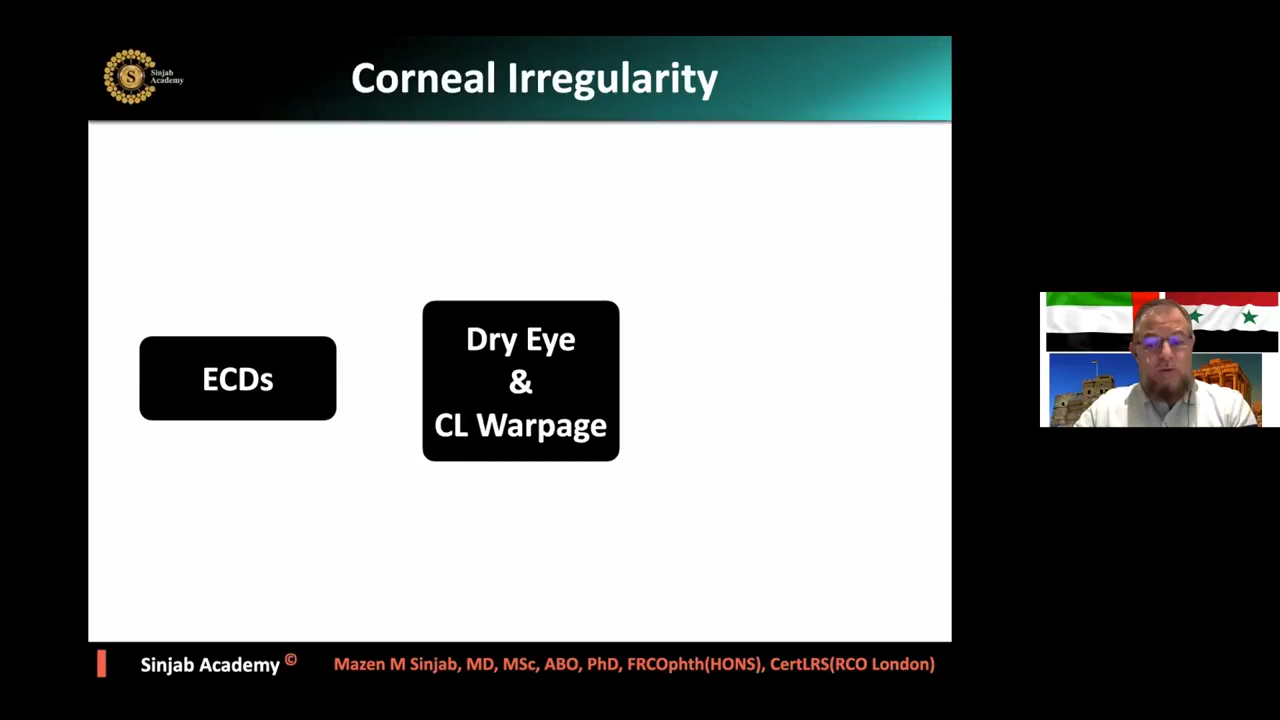 S
Sinjab
Academy
Corneal Irregularity
ECDs
Dry Eye
&
CL Warpage
Sinjab Academy ©
Mazen M Sinjab, MD, MSc, ABO, PhD, FRCOphth(HONS), CertLRS(RCO London)